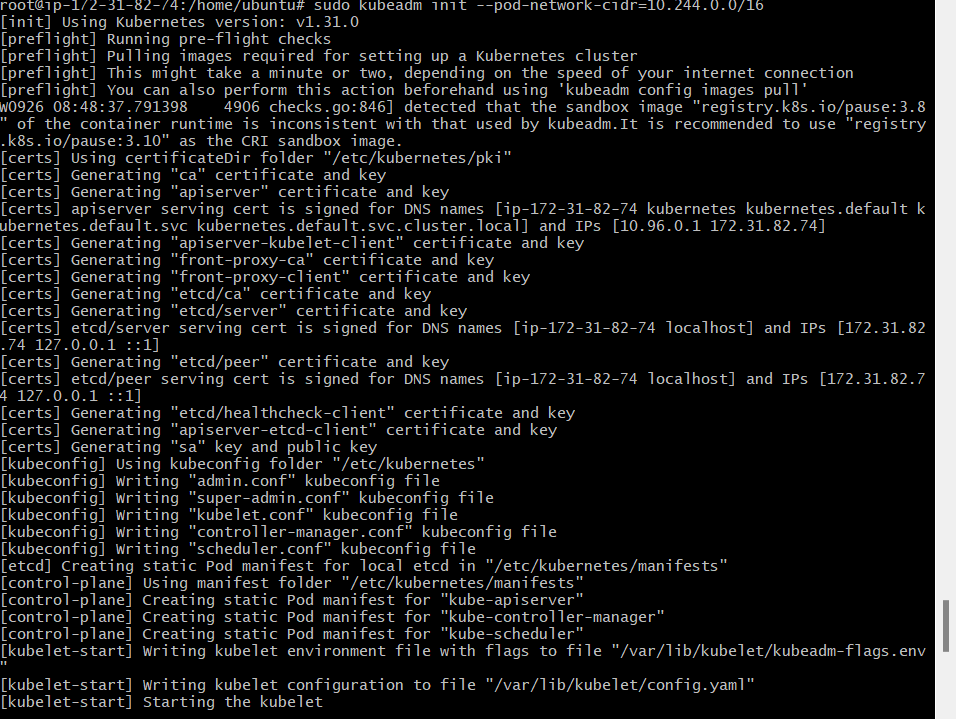 root@ip-172-31-82-74:/home/ubuntu# sudo kubeadm init --pod-network-cidr=10.244.0.0/16
[init] Using Kubernetes version: v1.31.0
[preflight] Running pre-flight checks
[preflight] Pulling images required for setting up a Kubernetes cluster
[preflight] This might take a minute or two, depending on the speed of your internet connection
[preflight] You can also perform this action beforehand using 'kubeadm config images pull'
W0926 08:48:37.791398    4906 checks.go:846] detected that the sandbox image "registry.k8s.io/pause:3.8
" of the container runtime is inconsistent with that used by kubeadm.It is recommended to use "registry
.k8s.io/pause:3.10" as the CRI sandbox image.
[certs] Using certificateDir folder "/etc/kubernetes/pki"
[certs] Generating "ca" certificate and key
[certs] Generating "apiserver" certificate and key
[certs] apiserver serving cert is signed for DNS names [ip-172-31-82-74 kubernetes kubernetes.default k
ubernetes.default.svc kubernetes.default.svc.cluster.local] and IPs [10.96.0.1 172.31.82.74]
[certs] Generating "apiserver-kubelet-client" certificate and key
[certs] Generating "front-proxy-ca" certificate and key
[certs] Generating "front-proxy-client" certificate and key
[certs] Generating "etcd/ca" certificate and key
[certs] Generating "etcd/server" certificate and key
[certs] etcd/server serving cert is signed for DNS names [ip-172-31-82-74 localhost] and IPs [172.31.82
.74 127.0.0.1 ::1]
[certs] Generating "etcd/peer" certificate and key
[certs] etcd/peer serving cert is signed for DNS names [ip-172-31-82-74 localhost] and IPs [172.31.82.7
4 127.0.0.1 ::1]
[certs] Generating "etcd/healthcheck-client" certificate and key
[certs] Generating "apiserver-etcd-client" certificate and key
[certs] Generating "sa" key and public key
[kubeconfig] Using kubeconfig folder "/etc/kubernetes"
[kubeconfig] Writing "admin.conf" kubeconfig file
[kubeconfig] Writing "super-admin.conf" kubeconfig file
[kubeconfig] Writing "kubelet.conf" kubeconfig file
[kubeconfig] Writing "controller-manager.conf" kubeconfig file
[kubeconfig] Writing "scheduler.conf" kubeconfig file
[etcd] Creating static Pod manifest for local etcd in "/etc/kubernetes/manifests"
[control-plane] Using manifest folder "/etc/kubernetes/manifests"
[control-plane] Creating static Pod manifest for "kube-apiserver"
[control-plane] Creating static Pod manifest for "kube-controller-manager"
[control-plane] Creating static Pod manifest for "kube-scheduler"
[kubelet-start] Writing kubelet environment file with flags to file "/var/lib/kubelet/kubeadm-flags.env
"
[kubelet-start] Writing kubelet configuration to file "/var/lib/kubelet/config.yaml"
[kubelet-start] Starting the kubelet